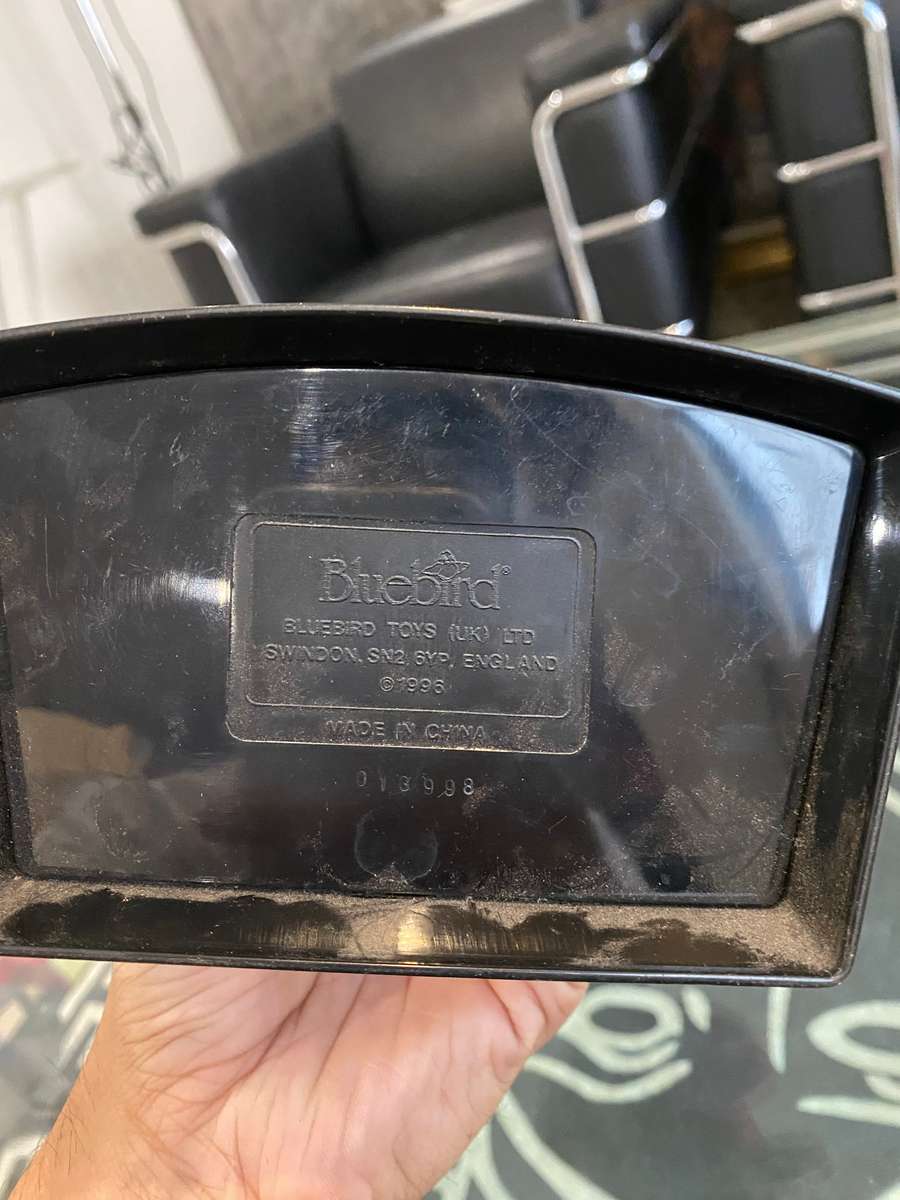 Bluebird®
BLUEBIRD TOYS (UK) LTD
SWINDON, SN2 6YP, ENGLAND
©1996
MADE IN CHINA
013998